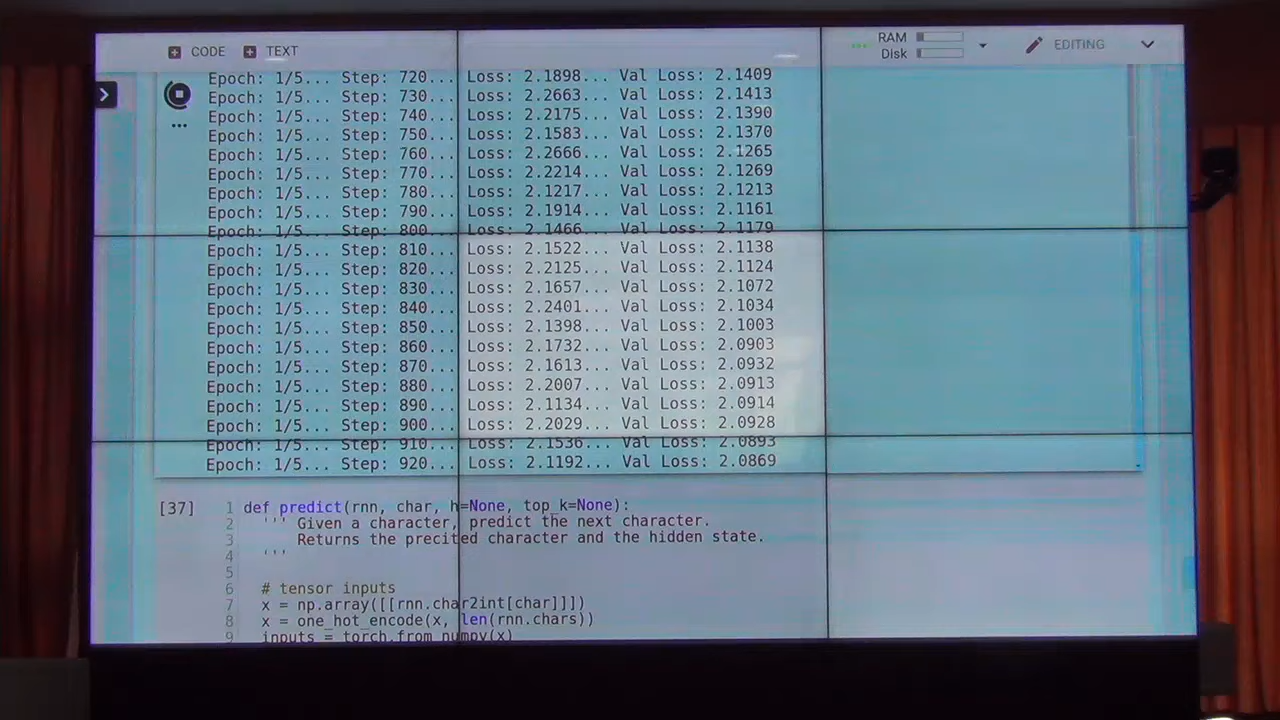 CODE TEXT
RAM
Disk
EDITING
Epoch: 1/5... Step: 720... Loss: 2.1898... Val Loss: 2.1409
Epoch: 1/5... Step: 730... Loss: 2.2663... Val Loss: 2.1413
Epoch: 1/5... Step: 740... Loss: 2.2175... Val Loss: 2.1390
Epoch: 1/5... Step: 750... Loss: 2.1583... Val Loss: 2.1370
Epoch: 1/5... Step: 760... Loss: 2.2666... Val Loss: 2.1265
Epoch: 1/5... Step: 770... Loss: 2.2214... Val Loss: 2.1269
Epoch: 1/5... Step: 780... Loss: 2.1217... Val Loss: 2.1213
Epoch: 1/5... Step: 790... Loss: 2.1914... Val Loss: 2.1161
Epoch: 1/5... Step: 800... Loss: 2.1466... Val Loss: 2.1179
Epoch: 1/5... Step: 810... Loss: 2.1522... Val Loss: 2.1138
Epoch: 1/5... Step: 820... Loss: 2.2125... Val Loss: 2.1124
Epoch: 1/5... Step: 830... Loss: 2.1657... Val Loss: 2.1072
Epoch: 1/5... Step: 840... Loss: 2.2401... Val Loss: 2.1034
Epoch: 1/5... Step: 850... Loss: 2.1398... Val Loss: 2.1003
Epoch: 1/5... Step: 860... Loss: 2.1732... Val Loss: 2.0903
Epoch: 1/5... Step: 870... Loss: 2.1613... Val Loss: 2.0932
Epoch: 1/5... Step: 880... Loss: 2.2007... Val Loss: 2.0913
Epoch: 1/5... Step: 890... Loss: 2.1134... Val Loss: 2.0914
Epoch: 1/5... Step: 900... Loss: 2.2029... Val Loss: 2.0928
Epoch: 1/5... Step: 910... Loss: 2.1536... Val Loss: 2.0893
Epoch: 1/5... Step: 920... Loss: 2.1192... Val Loss: 2.0869
[37] 1 def predict(rnn, char, h=None, top_k=None):
2 ''' Given a character, predict the next character.
3 Returns the precited character and the hidden state.
4 '''
5
6 # tensor inputs
7 x = np.array([[rnn.char2int[char]]])
8 x = one_hot_encode(x, len(rnn.chars))
9 inputs = torch.from_numpy(x)